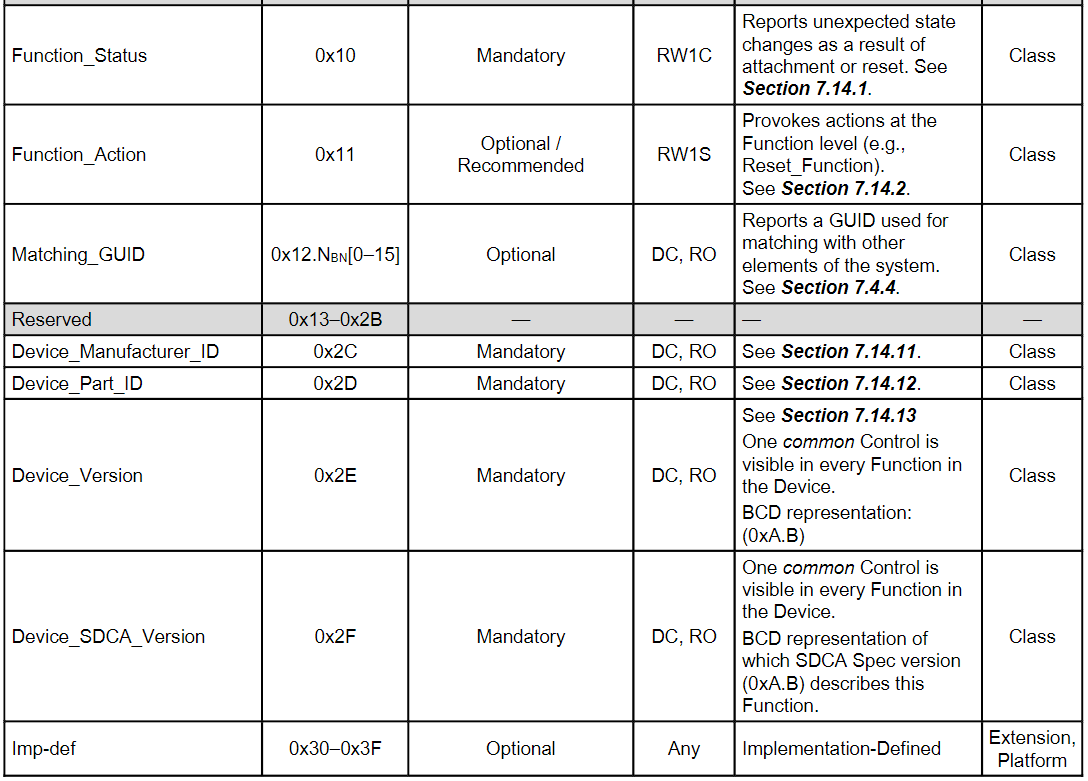 Function_Status 0x10 Mandatory RW1C Reports unexpected state changes as a result of attachment or reset. See Section 7.14.1. Class
Function_Action 0x11 Optional / Recommended RW1S Provokes actions at the Function level (e.g., Reset_Function). See Section 7.14.2. Class
Matching_GUID 0x12.NBN[0–15] Optional DC, RO Reports a GUID used for matching with other elements of the system. See Section 7.4.4. Class
Reserved 0x13–0x2B — — — —
Device_Manufacturer_ID 0x2C Mandatory DC, RO See Section 7.14.11. Class
Device_Part_ID 0x2D Mandatory DC, RO See Section 7.14.12. Class
Device_Version 0x2E Mandatory DC, RO See Section 7.14.13 One common Control is visible in every Function in the Device. BCD representation: (0xA.B) Class
Device_SDCA_Version 0x2F Mandatory DC, RO One common Control is visible in every Function in the Device. BCD representation of which SDCA Spec version (0xA.B) describes this Function. Class
Imp-def 0x30–0x3F Optional Any Implementation-Defined Extension, Platform